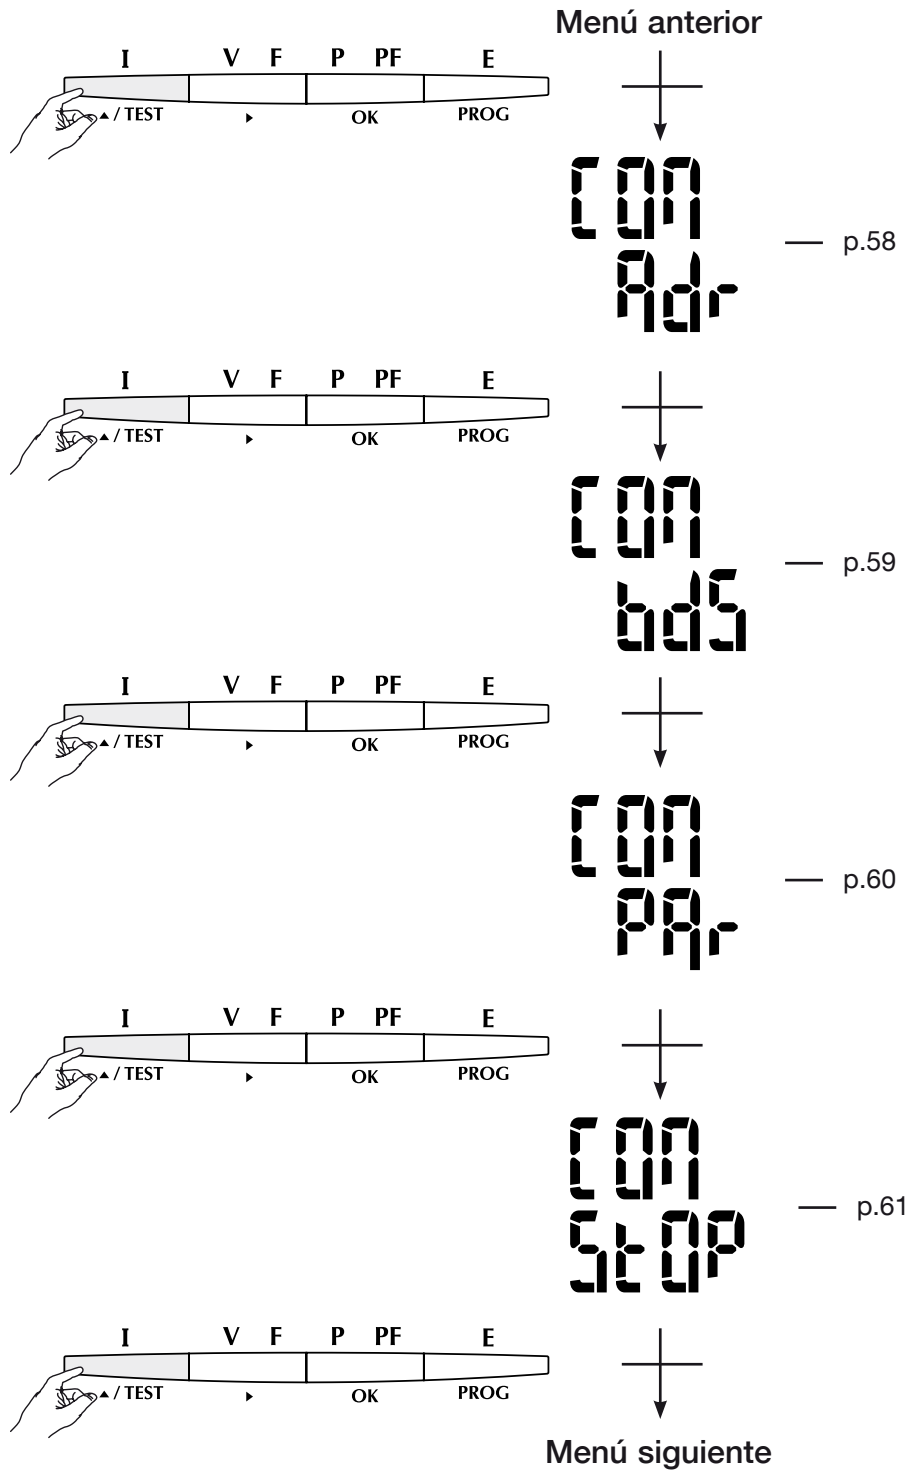 Menú anterior
I V F P PF E
▲ / TEST ▶ OK PROG
COM
Adr
p.58
I V F P PF E
▲ / TEST ▶ OK PROG
COM
bdS
p.59
I V F P PF E
▲ / TEST ▶ OK PROG
COM
PAr
p.60
I V F P PF E
▲ / TEST ▶ OK PROG
COM
StOP
p.61
I V F P PF E
▲ / TEST ▶ OK PROG
Menú siguiente